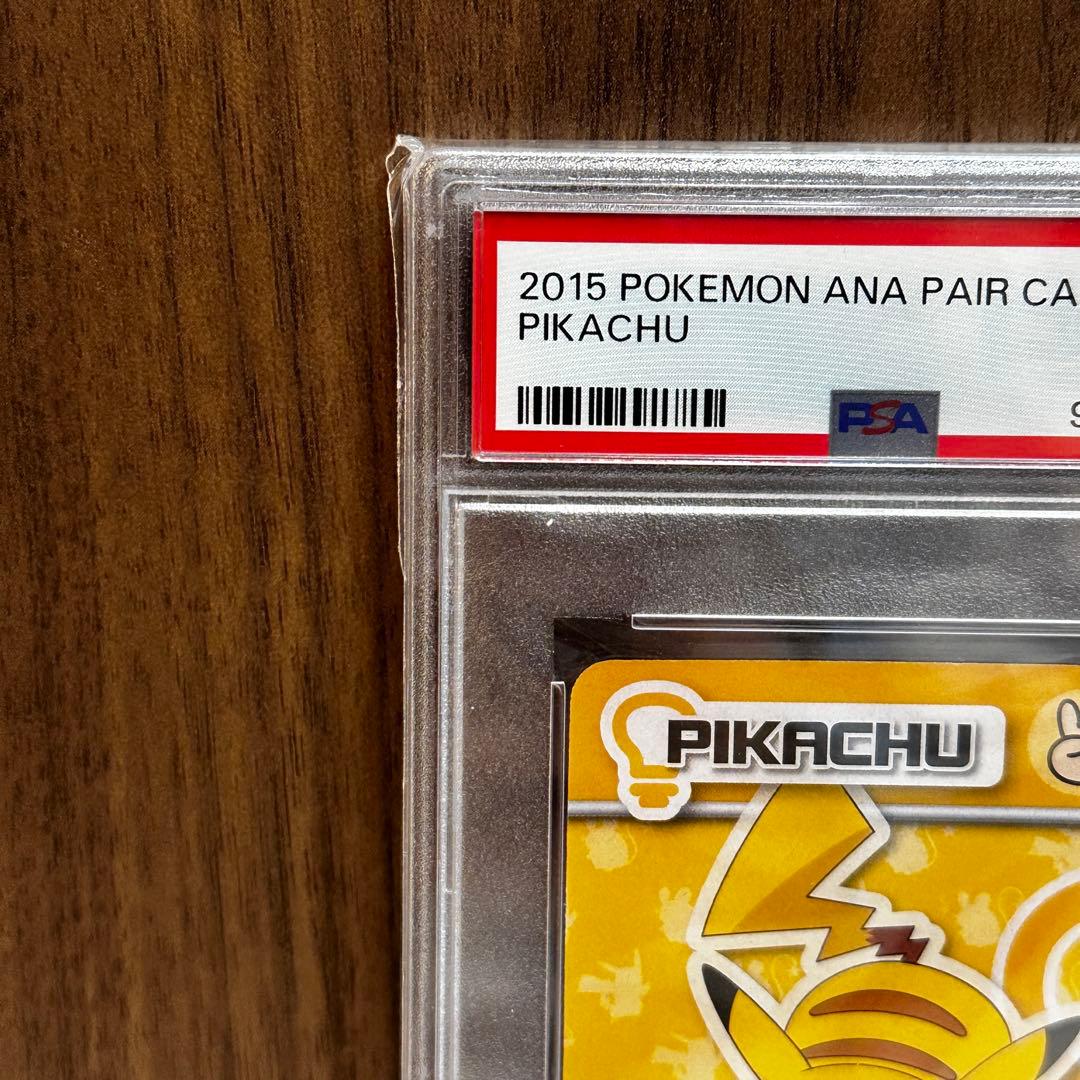 2015 POKEMON ANA PAIR CA
PIKACHU
PSA
PIKACHU